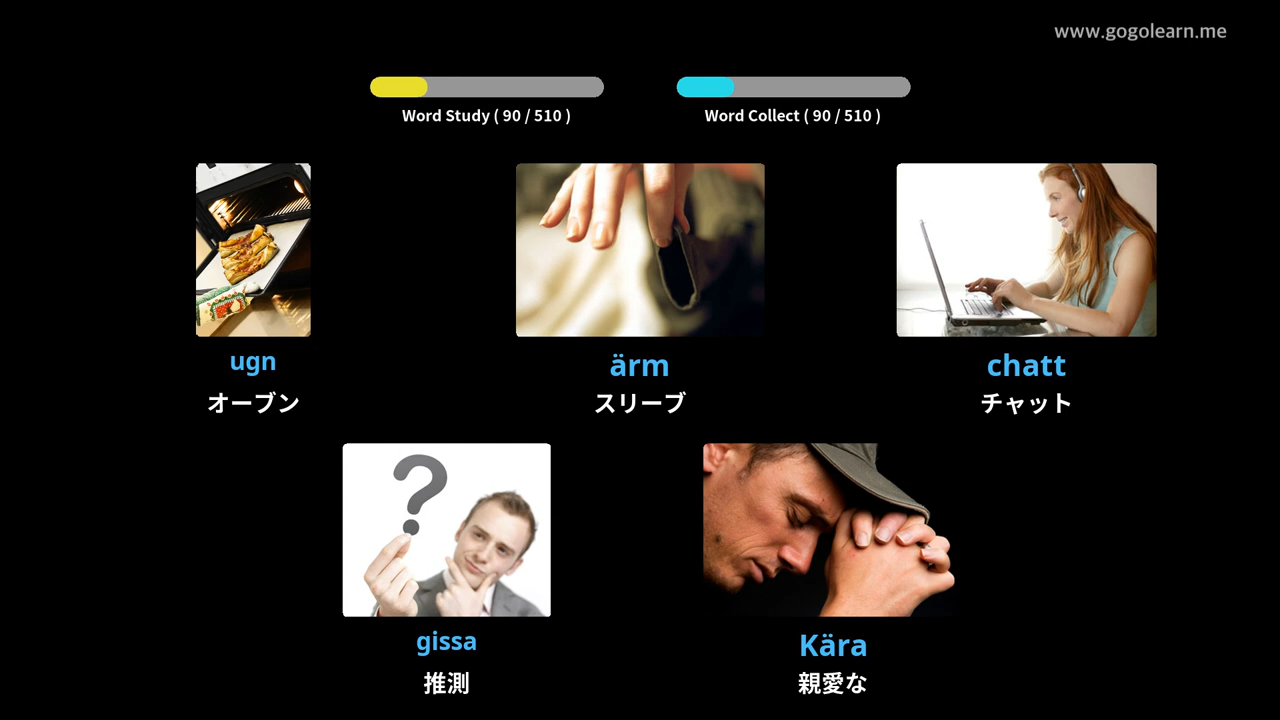 www.gogolearn.me
Word Study ( 90 / 510 )
Word Collect ( 90 / 510 )
ugn
オーブン
ärm
スリーブ
chatt
チャット
gissa
推測
Kära
親愛な